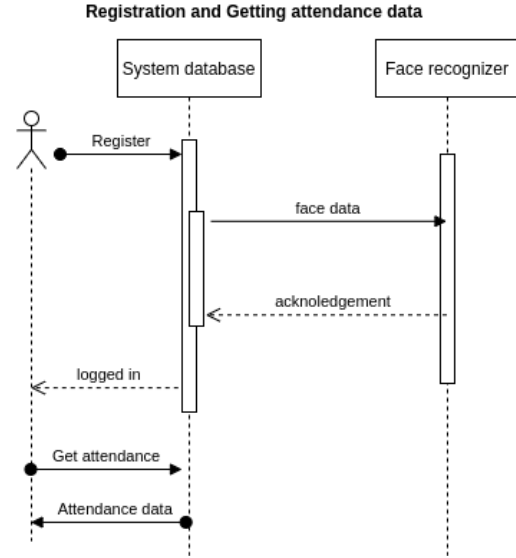 Registration and Getting attendance data
System database
Face recognizer
Register
face data
acknoledgement
logged in
Get attendance
Attendance data